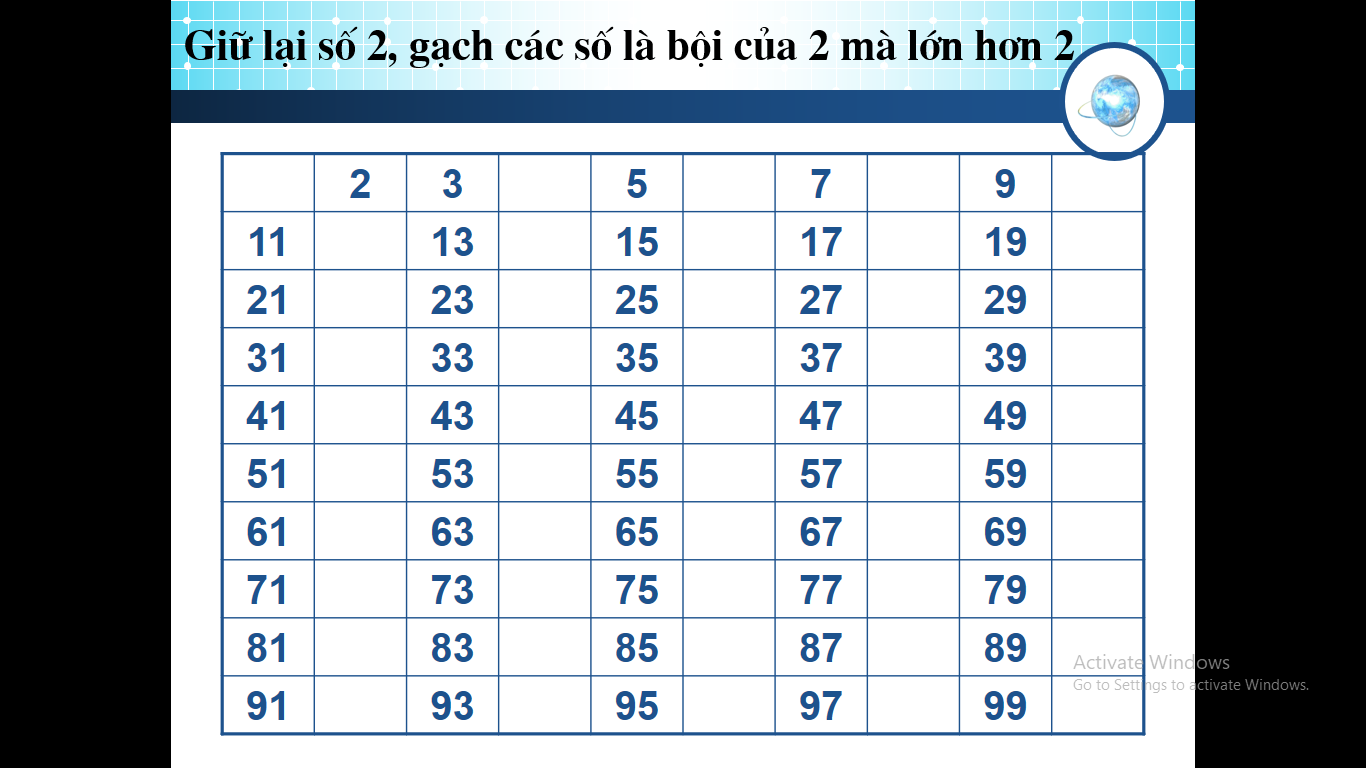 Giữ lại số 2, gạch các số là bội của 2 mà lớn hơn 2
2 3 5 7 9
11 13 15 17 19
21 23 25 27 29
31 33 35 37 39
41 43 45 47 49
51 53 55 57 59
61 63 65 67 69
71 73 75 77 79
81 83 85 87 89
Activate Windows
Go to Settings to activate Windows.
91 93 95 97 99